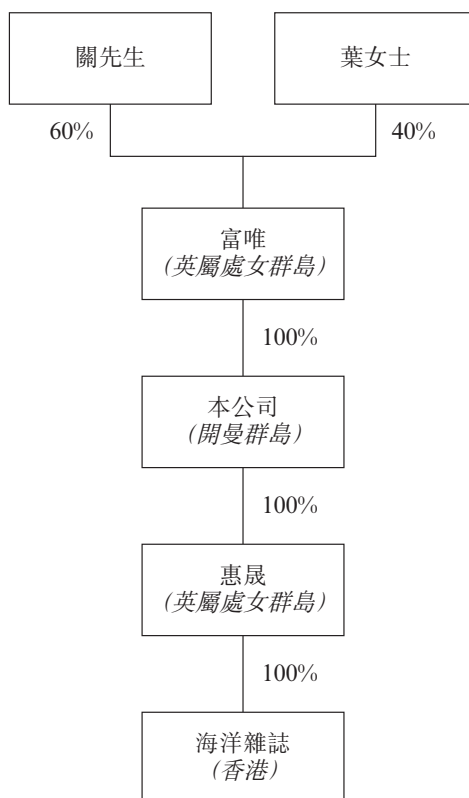 關先生
葉女士
60%
40%
富唯
(英屬處女群島)
100%
本公司
(開曼群島)
100%
惠晟
(英屬處女群島)
100%
海洋雜誌
(香港)